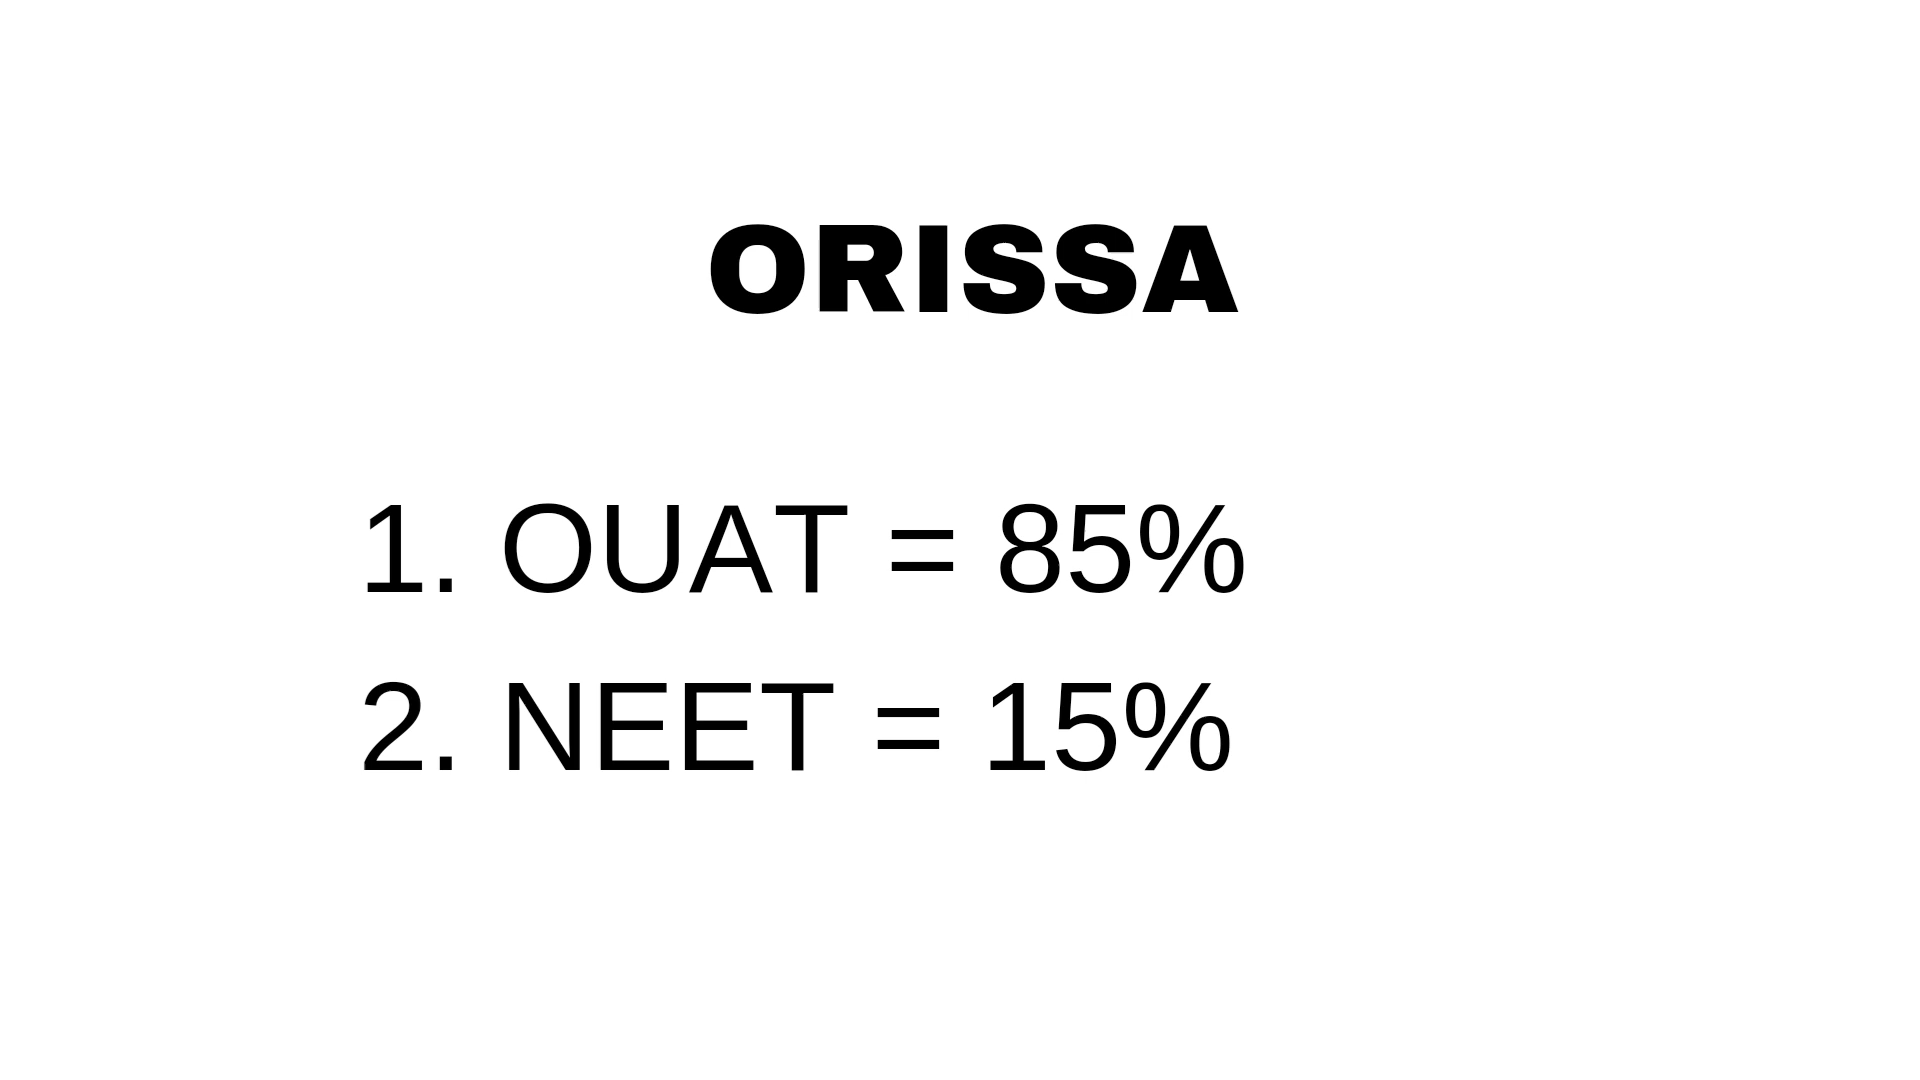 ORISSA
1. OUAT = 85%
2. NEET = 15%